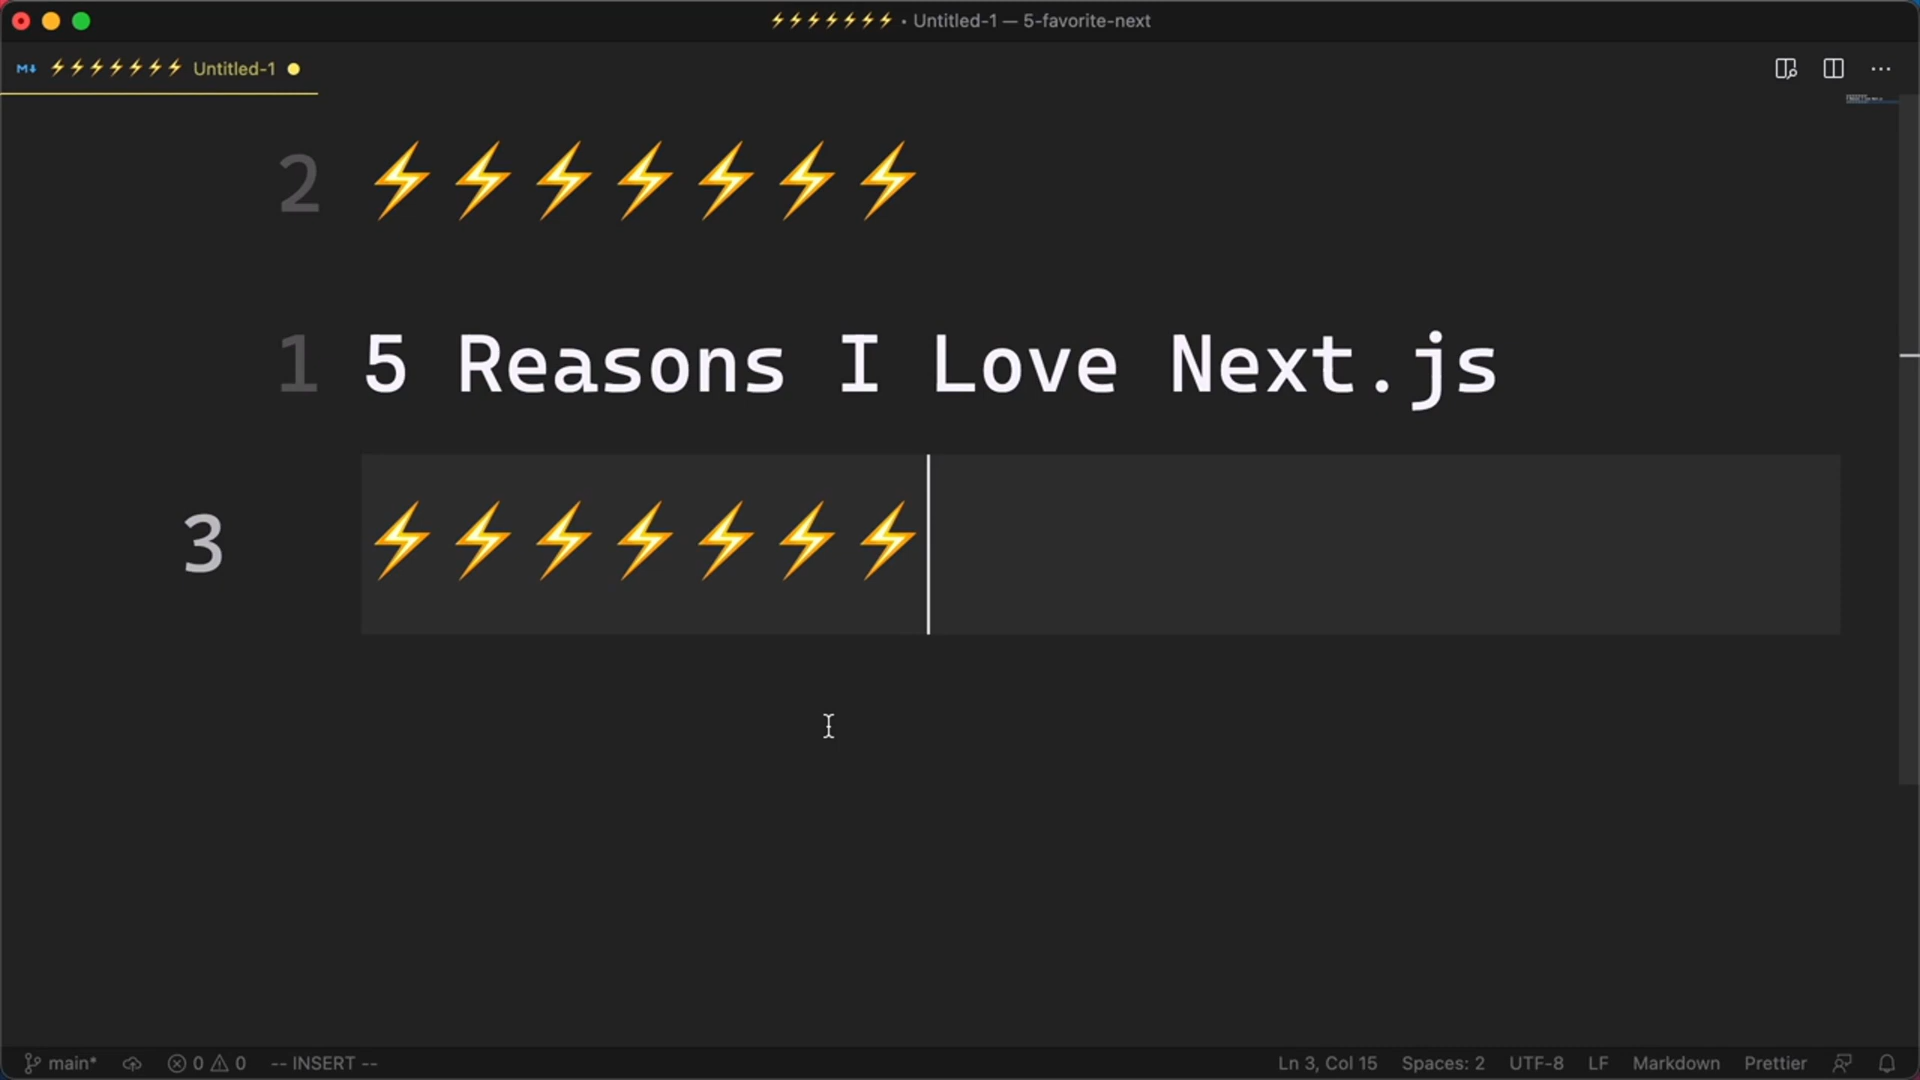 ⚡⚡⚡⚡⚡⚡⚡ • Untitled-1 — 5-favorite-next
M↓ ⚡⚡⚡⚡⚡⚡⚡ Untitled-1 ●
2 ⚡⚡⚡⚡⚡⚡⚡
1 5 Reasons I Love Next.js
3 ⚡⚡⚡⚡⚡⚡⚡
main* 0 0 -- INSERT -- Ln 3, Col 15 Spaces: 2 UTF-8 LF Markdown Prettier